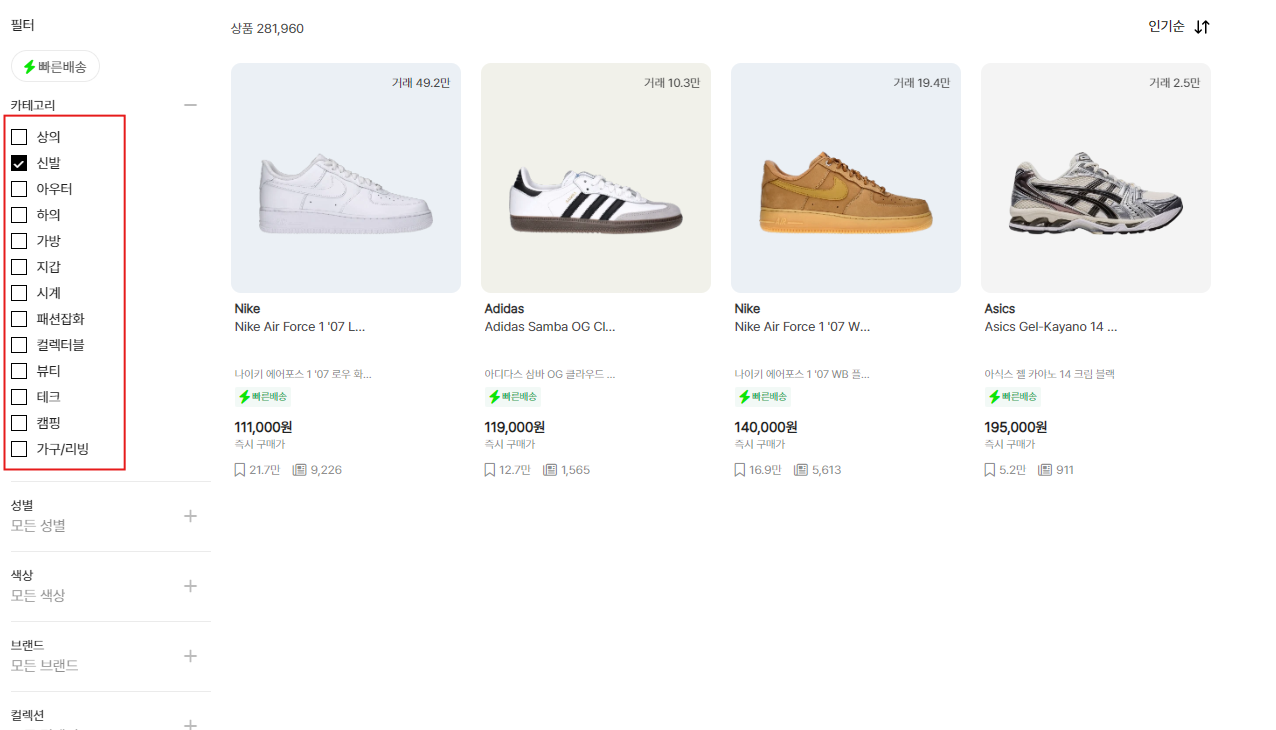 필터
빠른배송
카테고리
상의
신발
아우터
하의
가방
지갑
시계
패션잡화
컬렉터블
뷰티
테크
캠핑
가구/리빙
성별
모든 성별
색상
모든 색상
브랜드
모든 브랜드
컬렉션
상품 281,960
인기순
거래 49.2만
Nike
Nike Air Force 1 '07 L...
나이키 에어포스 1 '07 로우 화...
빠른배송
111,000원
즉시 구매가
21.7만 9,226
거래 10.3만
Adidas
Adidas Samba OG Cl...
아디다스 삼바 OG 클라우드 ...
빠른배송
119,000원
즉시 구매가
12.7만 1,565
거래 19.4만
Nike
Nike Air Force 1 '07 W...
나이키 에어포스 1 '07 WB 플...
빠른배송
140,000원
즉시 구매가
16.9만 5,613
거래 2.5만
Asics
Asics Gel-Kayano 14 ...
아식스 젤 카야노 14 크림 블랙
빠른배송
195,000원
즉시 구매가
5.2만 911